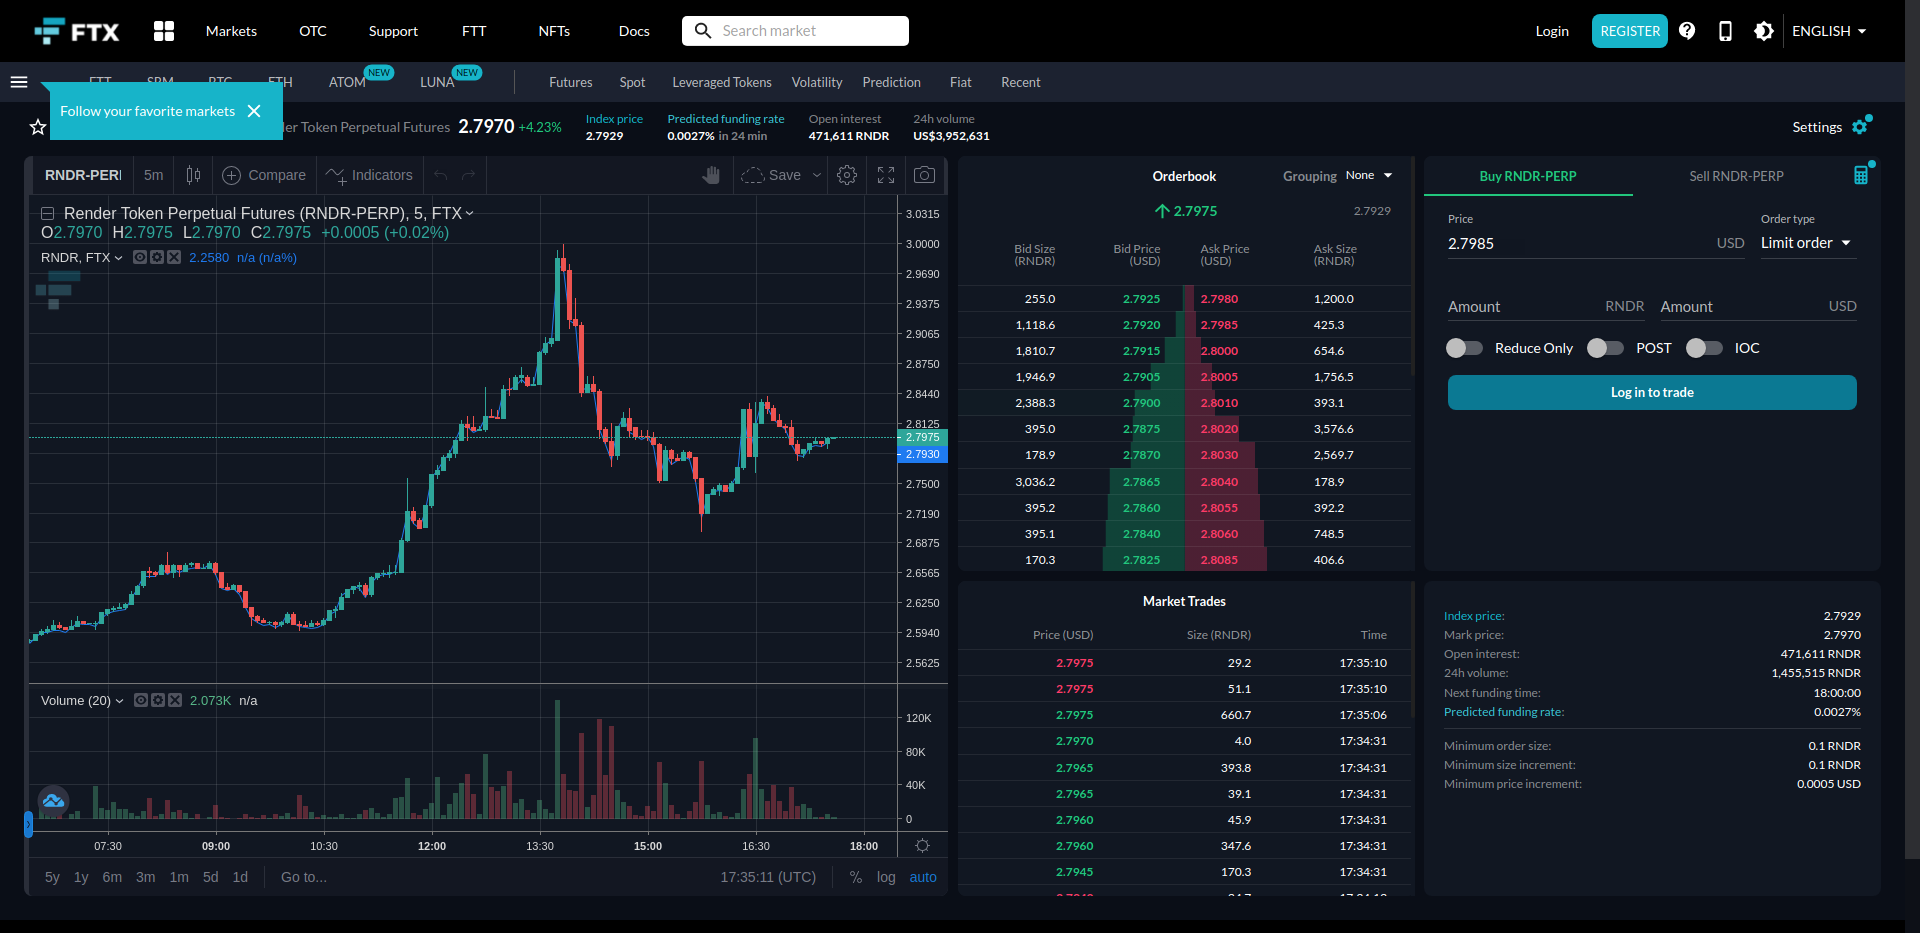 FTX
Markets OTC Support FTT NFTs Docs Search market Login REGISTER ENGLISH
ATOM NEW LUNA NEW Futures Spot Leveraged Tokens Volatility Prediction Fiat Recent
Follow your favorite markets
Token Perpetual Futures 2.7970 +4.23%
Index price 2.7929
Predicted funding rate 0.0027% in 24 min
Open interest 471,611 RNDR
24h volume US$3,952,631
Settings
RNDR-PER 5m Compare Indicators Save
Render Token Perpetual Futures (RNDR-PERP), 5, FTX
O2.7970 H2.7975 L2.7970 C2.7975 +0.0005 (+0.02%)
RNDR, FTX 2.2580 n/a (n/a%)
3.0315
3.0000
2.9690
2.9375
2.9065
2.8750
2.8440
2.8125
2.7975
2.7930
2.7500
2.7190
2.6875
2.6565
2.6250
2.5940
2.5625
Volume (20) 2.073K n/a
120K
80K
40K
0
07:30 09:00 10:30 12:00 13:30 15:00 16:30 18:00
5y 1y 6m 3m 1m 5d 1d Go to... 17:35:11 (UTC) % log auto
Orderbook Grouping None
2.7975 2.7929
Bid Size (RNDR) Bid Price (USD) Ask Price (USD) Ask Size (RNDR)
255.0 2.7925 2.7980 1,200.0
1,118.6 2.7920 2.7985 425.3
1,810.7 2.7915 2.8000 654.6
1,946.9 2.7905 2.8005 1,756.5
2,388.3 2.7900 2.8010 393.1
395.0 2.7875 2.8020 3,576.6
178.9 2.7870 2.8030 2,569.7
3,036.2 2.7865 2.8040 178.9
395.2 2.7860 2.8055 392.2
395.1 2.7840 2.8060 748.5
170.3 2.7825 2.8085 406.6
Market Trades
Price (USD) Size (RNDR) Time
2.7975 29.2 17:35:10
2.7975 51.1 17:35:10
2.7975 660.7 17:35:06
2.7970 4.0 17:34:31
2.7965 393.8 17:34:31
2.7965 39.1 17:34:31
2.7960 45.9 17:34:31
2.7960 347.6 17:34:31
2.7945 170.3 17:34:31
Buy RNDR-PERP Sell RNDR-PERP
Price Order type
2.7985 USD Limit order
Amount RNDR Amount USD
Reduce Only POST IOC
Log in to trade
Index price: 2.7929
Mark price: 2.7970
Open interest: 471,611 RNDR
24h volume: 1,455,515 RNDR
Next funding time: 18:00:00
Predicted funding rate: 0.0027%
Minimum order size: 0.1 RNDR
Minimum size increment: 0.1 RNDR
Minimum price increment: 0.0005 USD